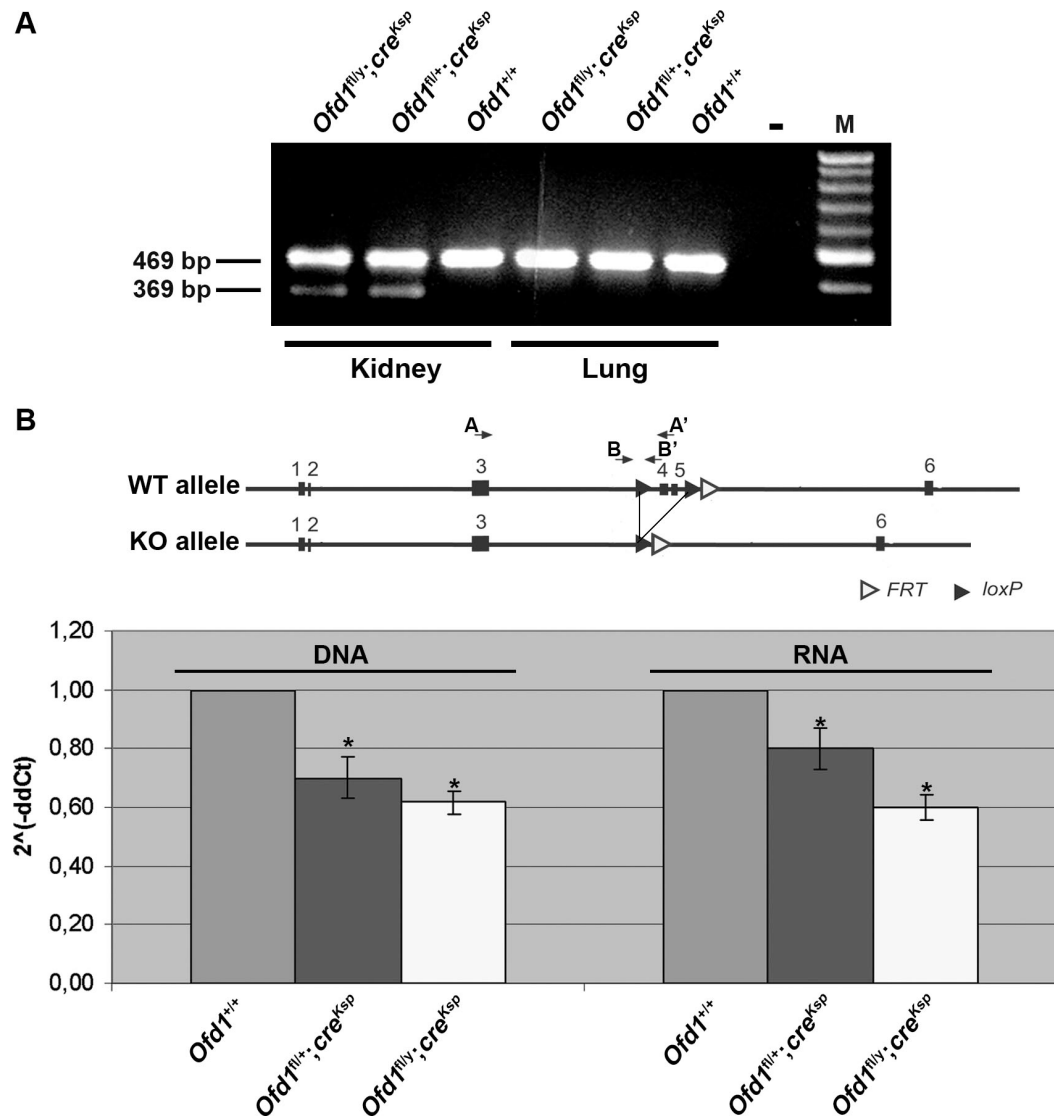 A
Ofd1fl/y;creKsp
Ofd1fl/+;creKsp
Ofd1+/+
Ofd1fl/y;creKsp
Ofd1fl/+;creKsp
Ofd1+/+
-
M
469 bp
369 bp
Kidney
Lung
B
A A'
B B'
1 2 3 4 5 6
WT allele
1 2 3 6
KO allele
FRT loxP
DNA
RNA
2^(-ddCt)
1,20
1,00
0,80
0,60
0,40
0,20
0,00
*
*
*
*
Ofd1+/+
Ofd1fl/+;creKsp
Ofd1fl/y;creKsp
Ofd1+/+
Ofd1fl/+;creKsp
Ofd1fl/y;creKsp